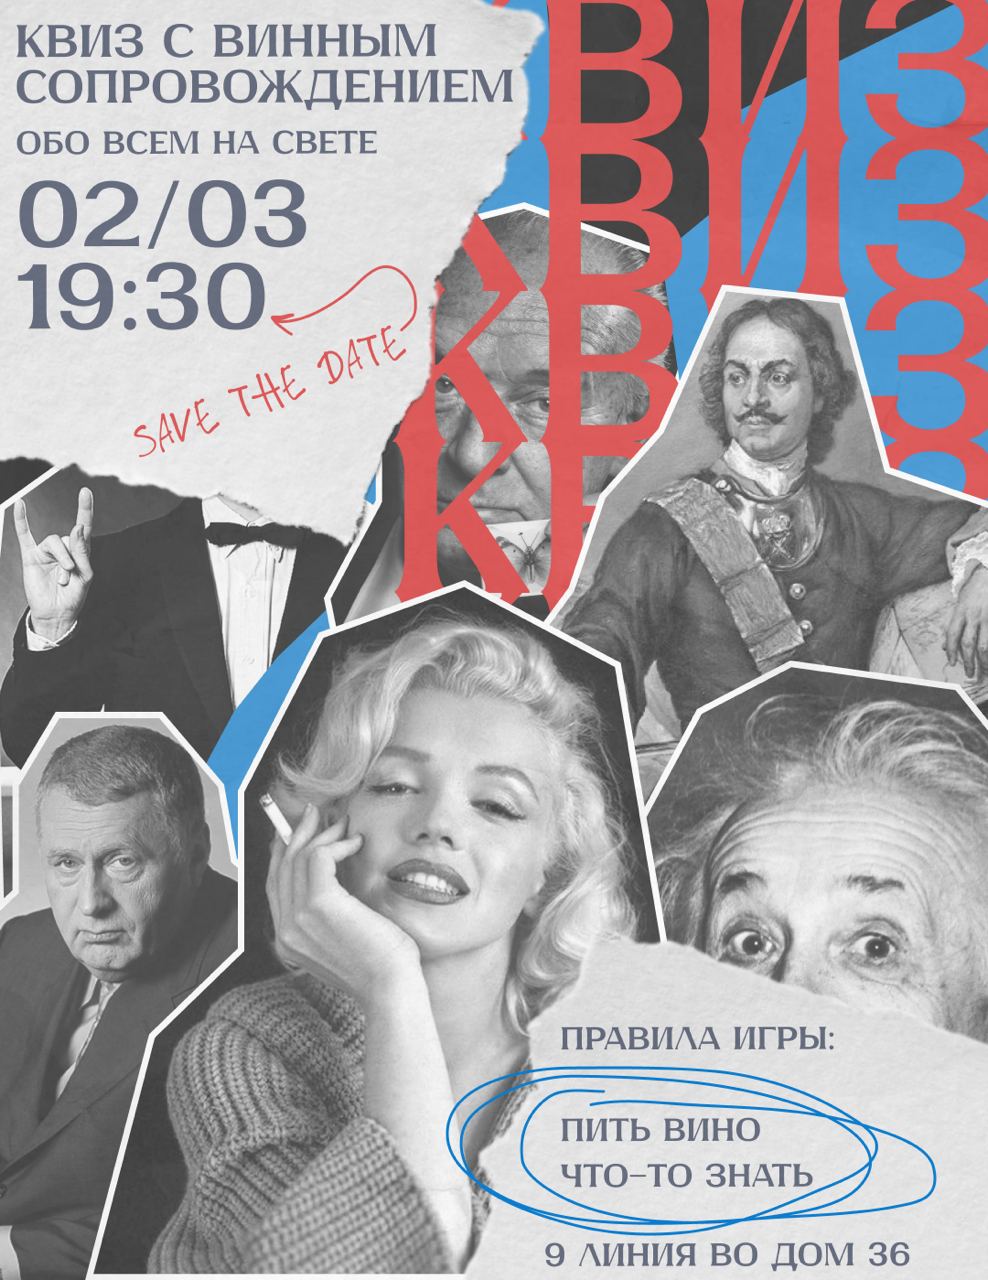 КВИЗ С ВИННЫМ
СОПРОВОЖДЕНИЕМ
ОБО ВСЕМ НА СВЕТЕ
02/03
19:30
SAVE THE DATE
КВИЗ
КВИЗ
КВИЗ
КВ
ПРАВИЛА ИГРЫ:
ПИТЬ ВИНО
ЧТО-ТО ЗНАТЬ
9 ЛИНИЯ ВО ДОМ 36